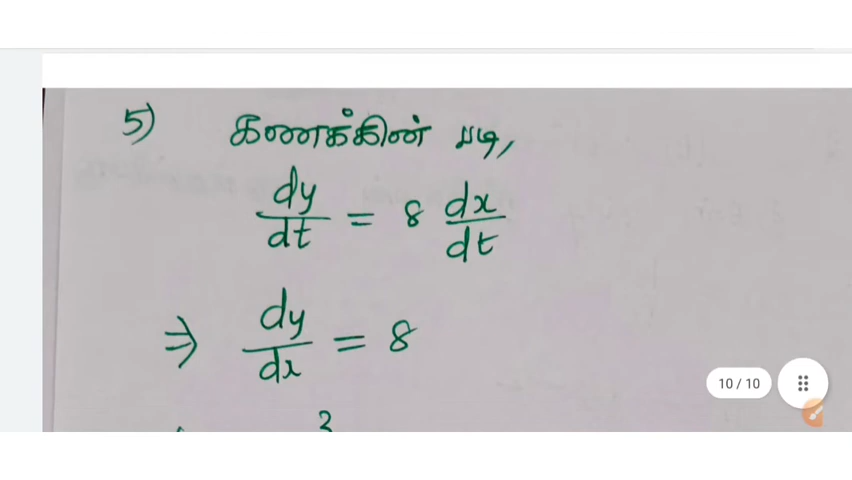 5) கணக்கின் படி,
dy/dt = 8 dx/dt
⇒ dy/dx = 8
10 / 10